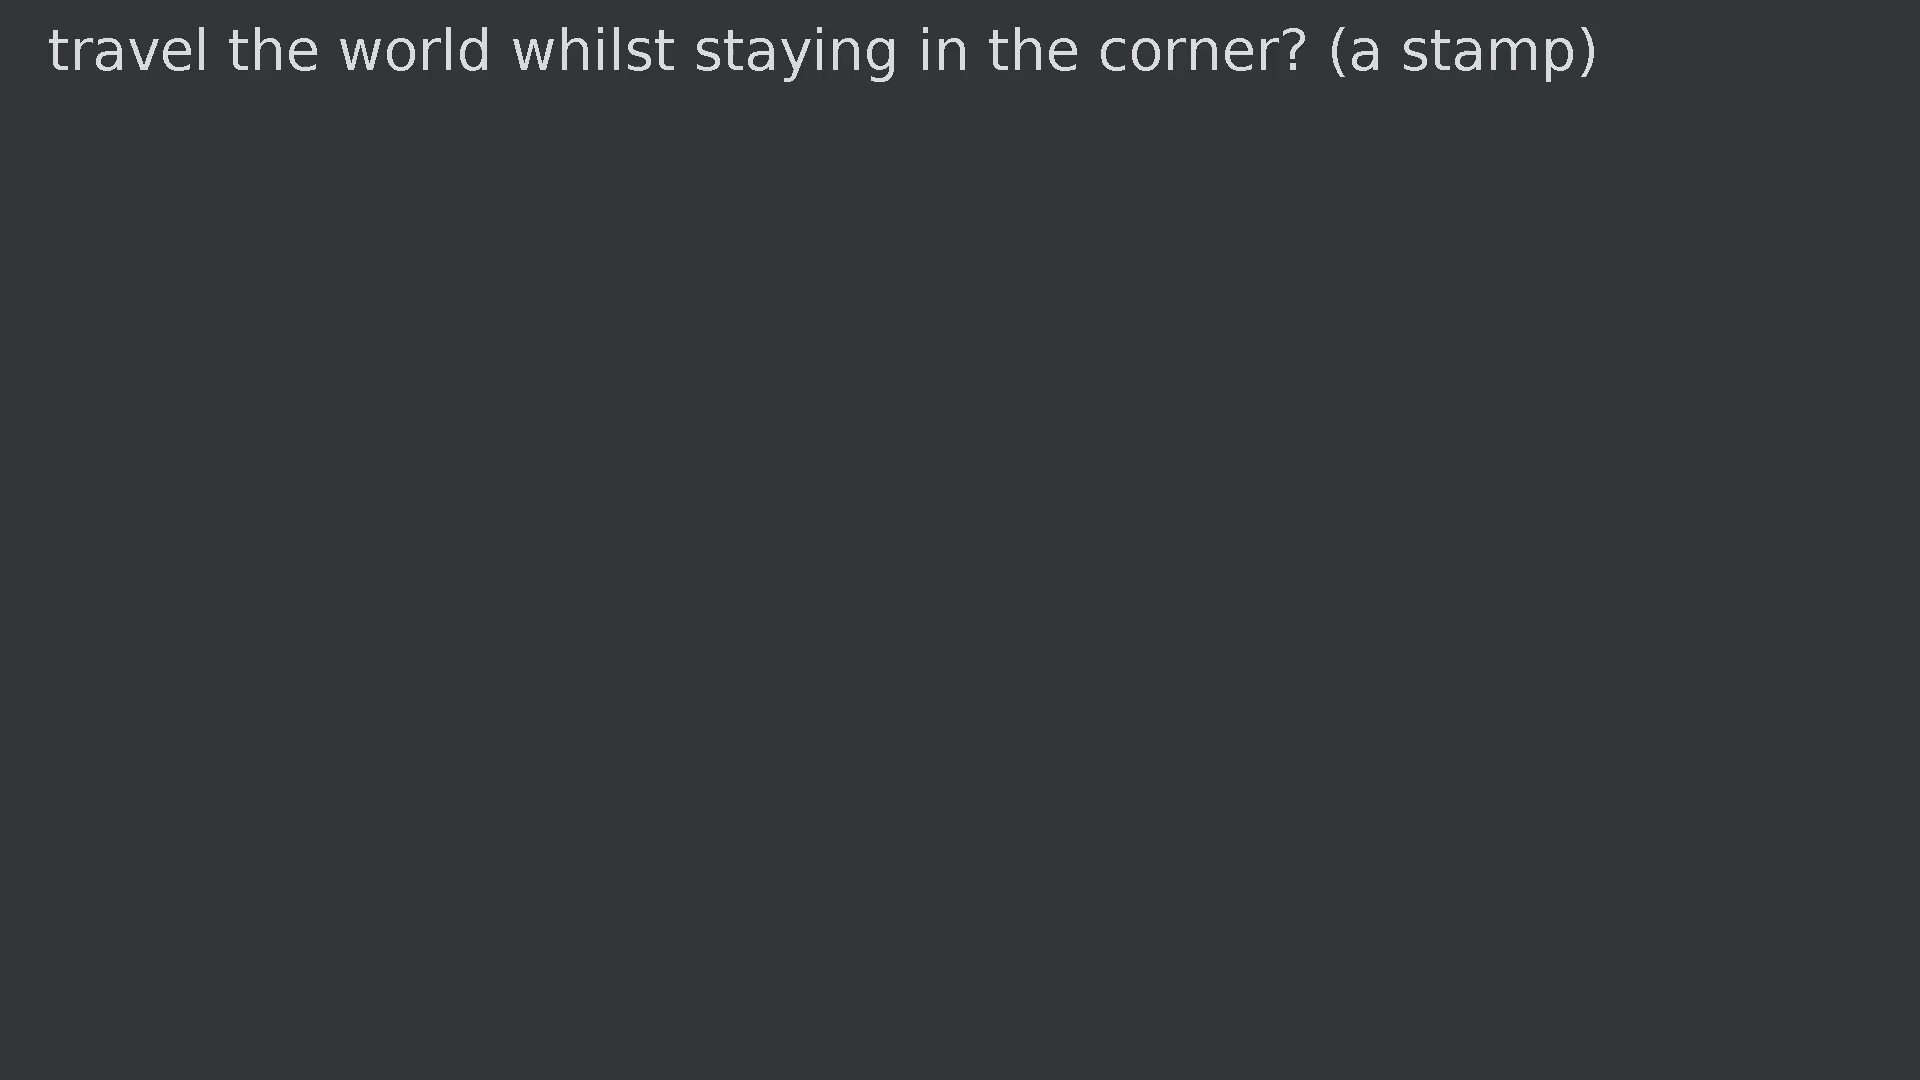 travel the world whilst staying in the corner? (a stamp)